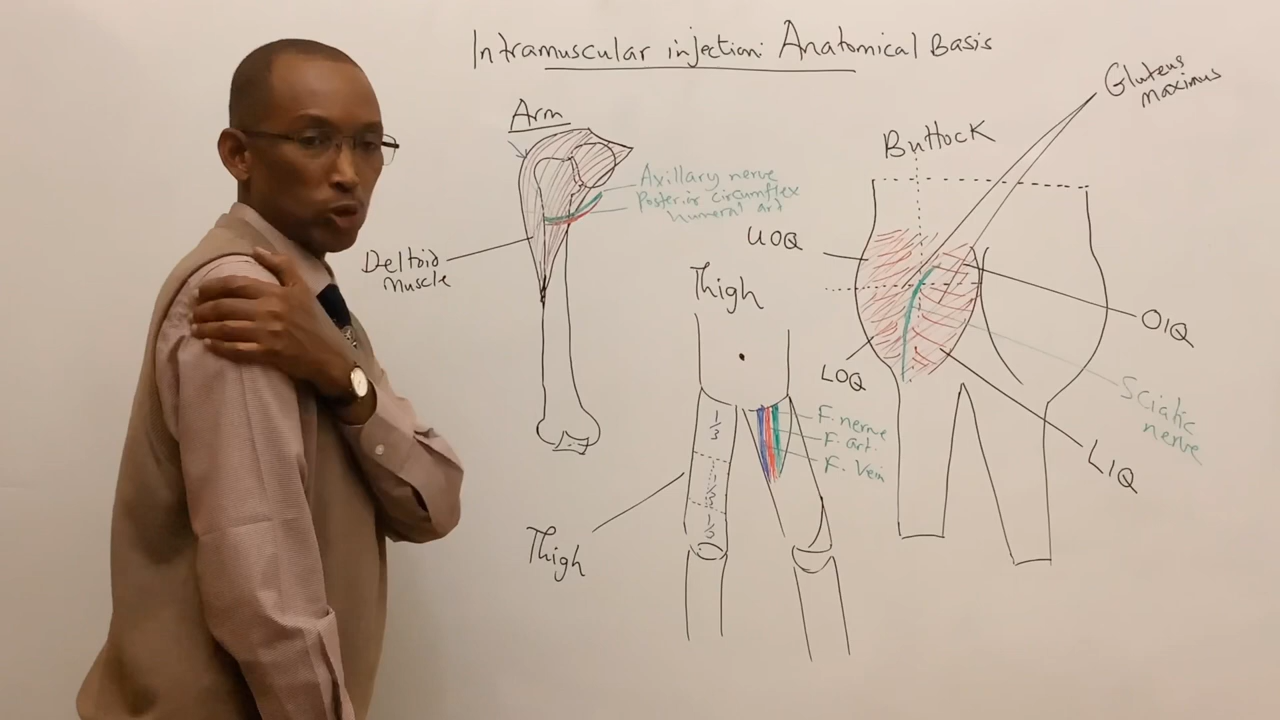 Intramuscular injection: Anatomical Basis
Arm
Axillary nerve
Posterior circumflex
humeral art
Deltoid
muscle
Thigh
1/3
1/3
1/3
F. nerve
F. art.
F. vein
Thigh
Buttock
Gluteus
maximus
UOQ
OIQ
LOQ
LIQ
Sciatic
nerve